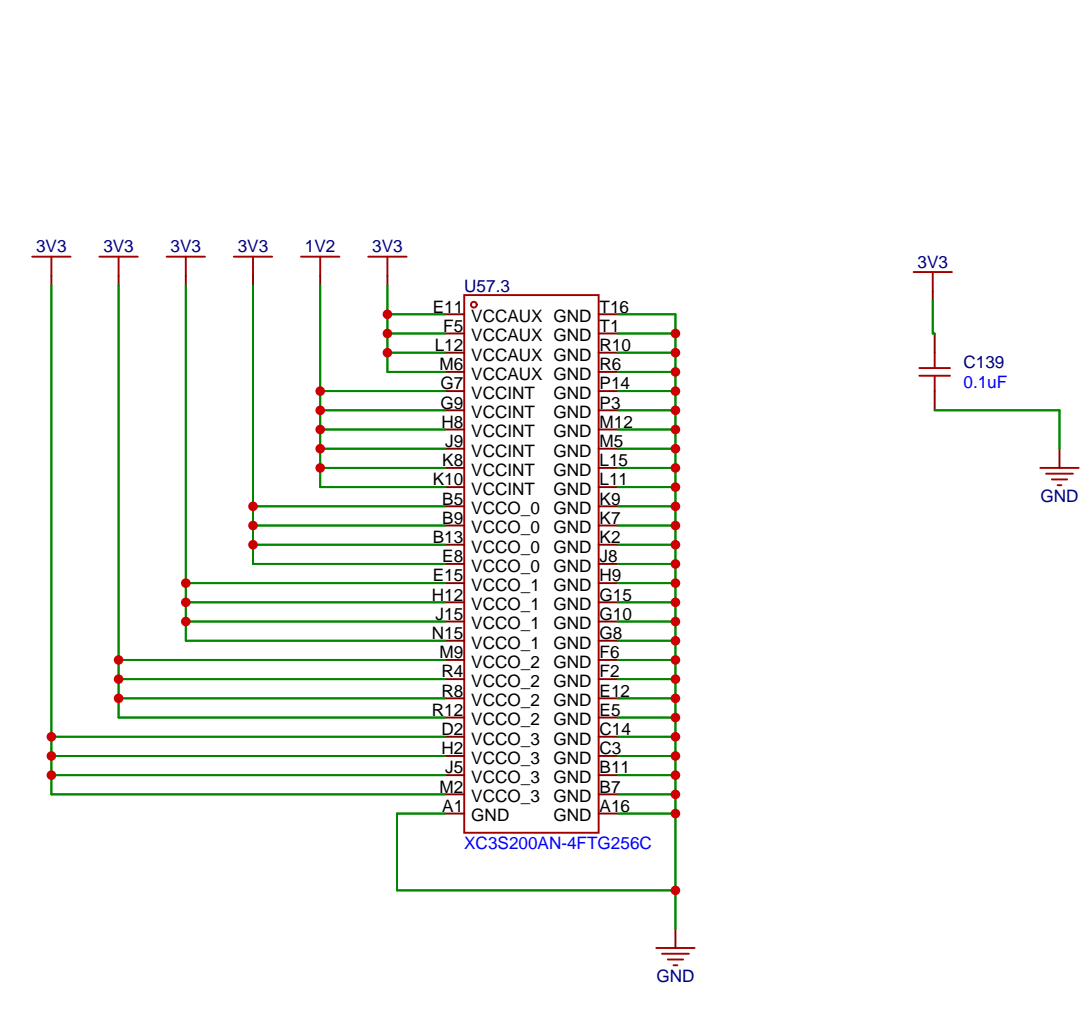 3V3 3V3 3V3 3V3 1V2 3V3
3V3
U57.3
E11 VCCAUX GND T16
F5 VCCAUX GND T1
L12 VCCAUX GND R10
M6 VCCAUX GND R6
G7 VCCINT GND P14
G9 VCCINT GND P3
H8 VCCINT GND M12
J9 VCCINT GND M5
K8 VCCINT GND L15
K10 VCCINT GND L11
B5 VCCO_0 GND K9
B9 VCCO_0 GND K7
B13 VCCO_0 GND K2
E8 VCCO_0 GND J8
E15 VCCO_1 GND H9
H12 VCCO_1 GND G15
J15 VCCO_1 GND G10
N15 VCCO_1 GND G8
M9 VCCO_2 GND F6
R4 VCCO_2 GND F2
R8 VCCO_2 GND E12
R12 VCCO_2 GND E5
D2 VCCO_3 GND C14
H2 VCCO_3 GND C3
J5 VCCO_3 GND B11
M2 VCCO_3 GND B7
A1 GND GND A16
XC3S200AN-4FTG256C
GND
C139
0.1uF
GND